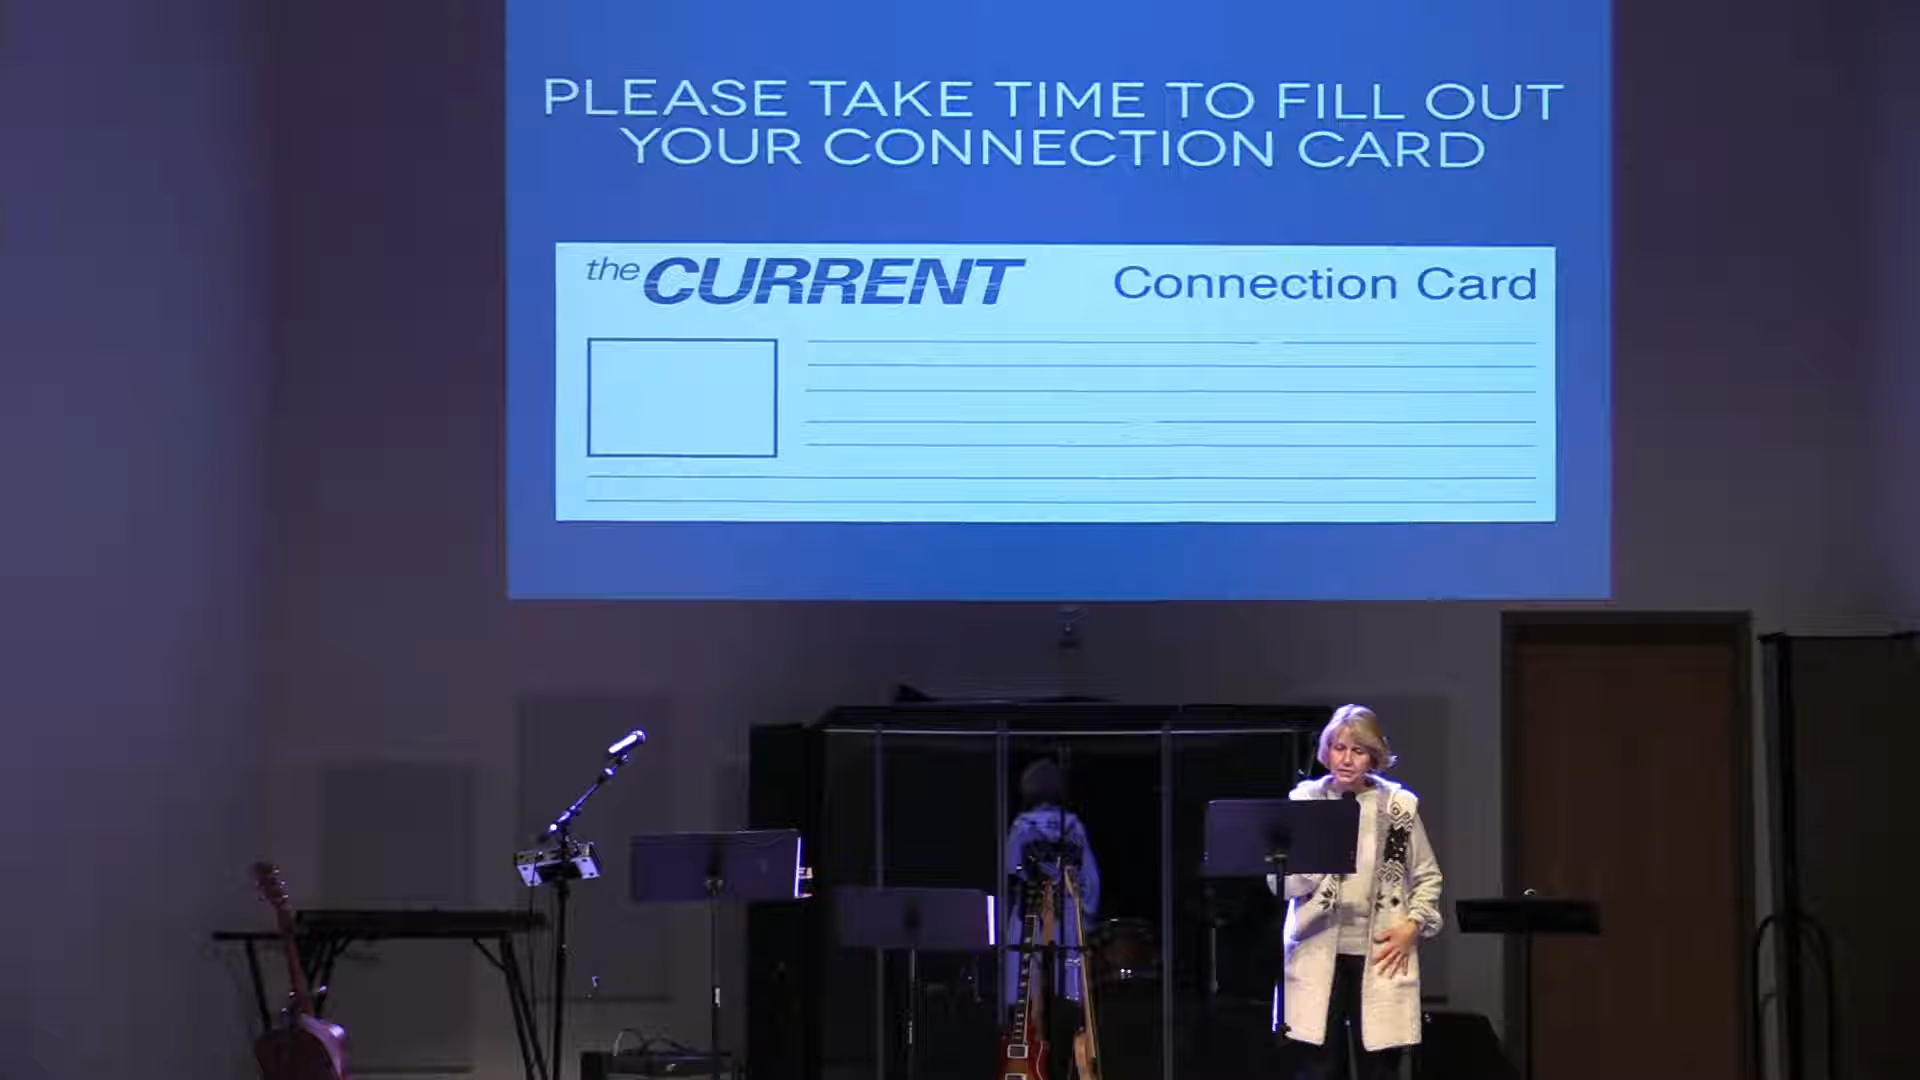 PLEASE TAKE TIME TO FILL OUT
YOUR CONNECTION CARD
the CURRENT
Connection Card